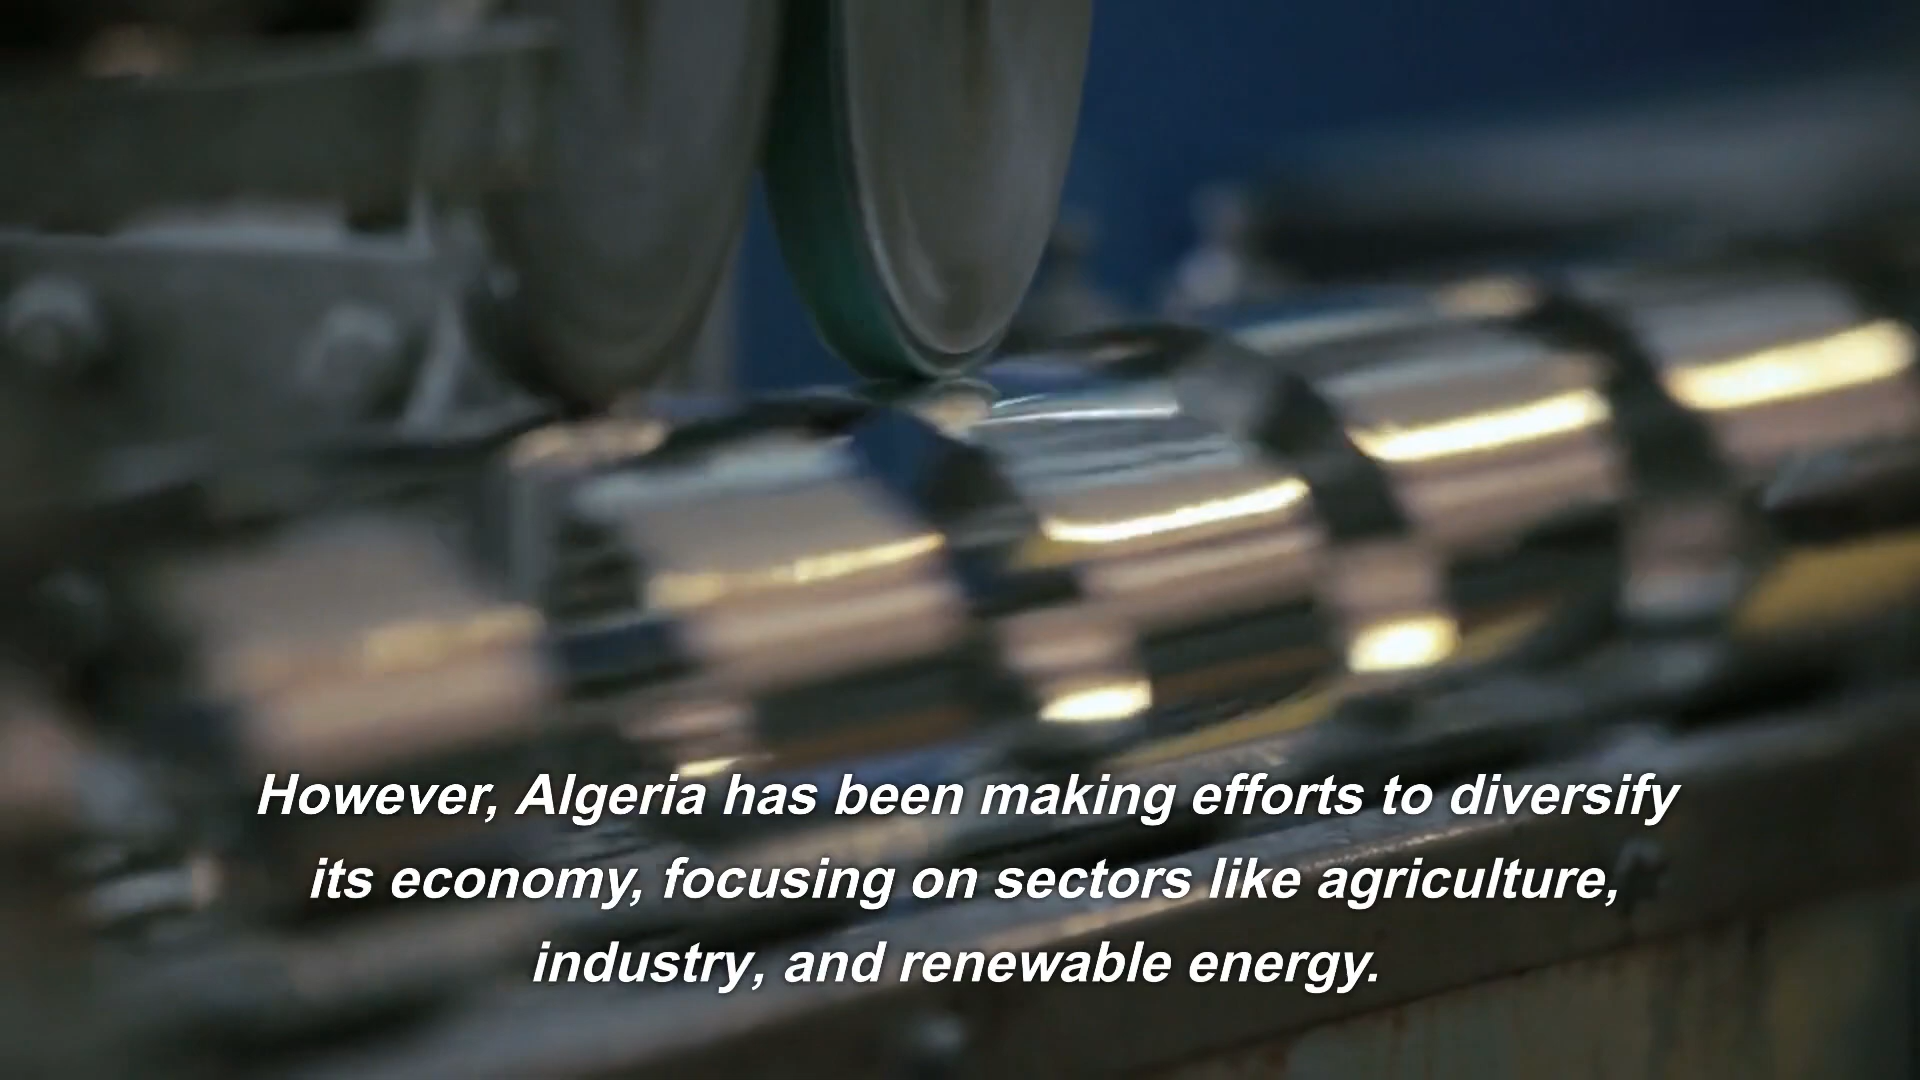 However, Algeria has been making efforts to diversify
its economy, focusing on sectors like agriculture,
industry, and renewable energy.